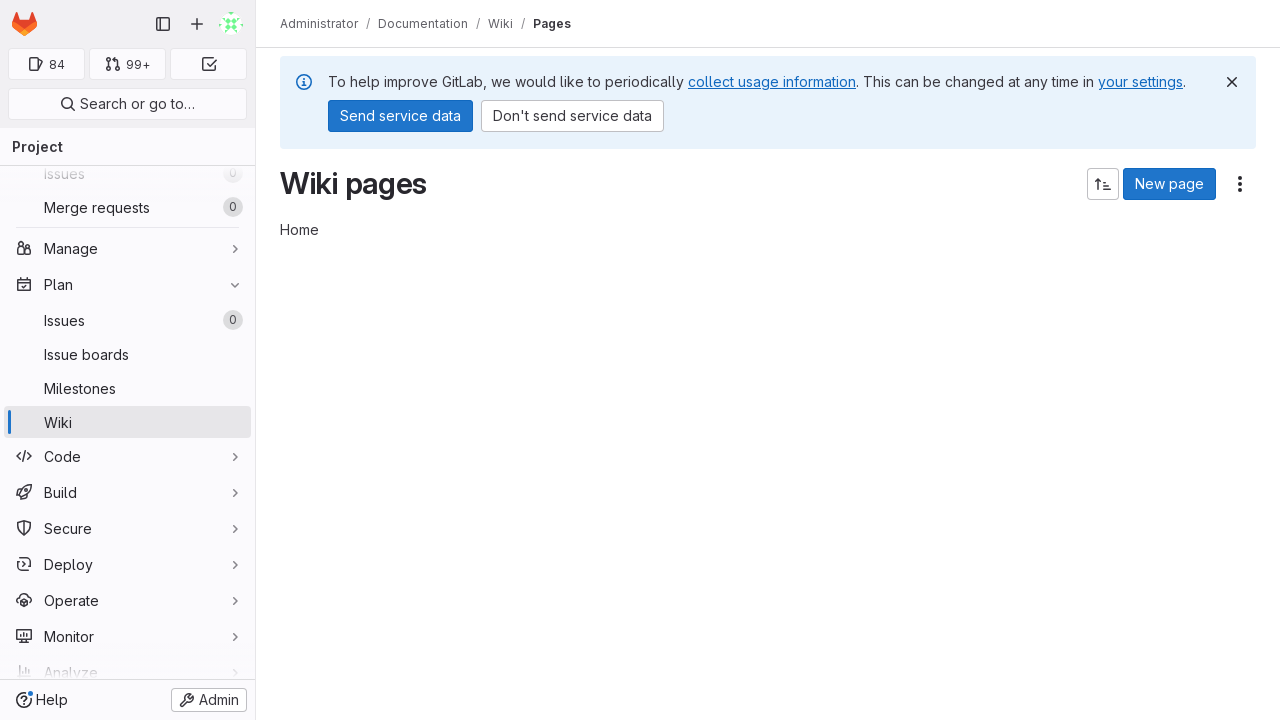 84
99+
Search or go to…
Project
Issues 0
Merge requests 0
Manage
Plan
Issues 0
Issue boards
Milestones
Wiki
Code
Build
Secure
Deploy
Operate
Monitor
Analyze
Help
Admin
Administrator / Documentation / Wiki / Pages
To help improve GitLab, we would like to periodically collect usage information. This can be changed at any time in your settings.
Send service data
Don't send service data
Wiki pages
New page
Home